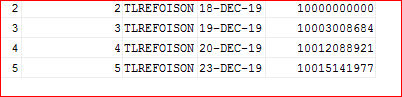 2 2 TLREFOISON 18-DEC-19 10000000000
3 3 TLREFOISON 19-DEC-19 10003008684
4 4 TLREFOISON 20-DEC-19 10012088921
5 5 TLREFOISON 23-DEC-19 10015141977